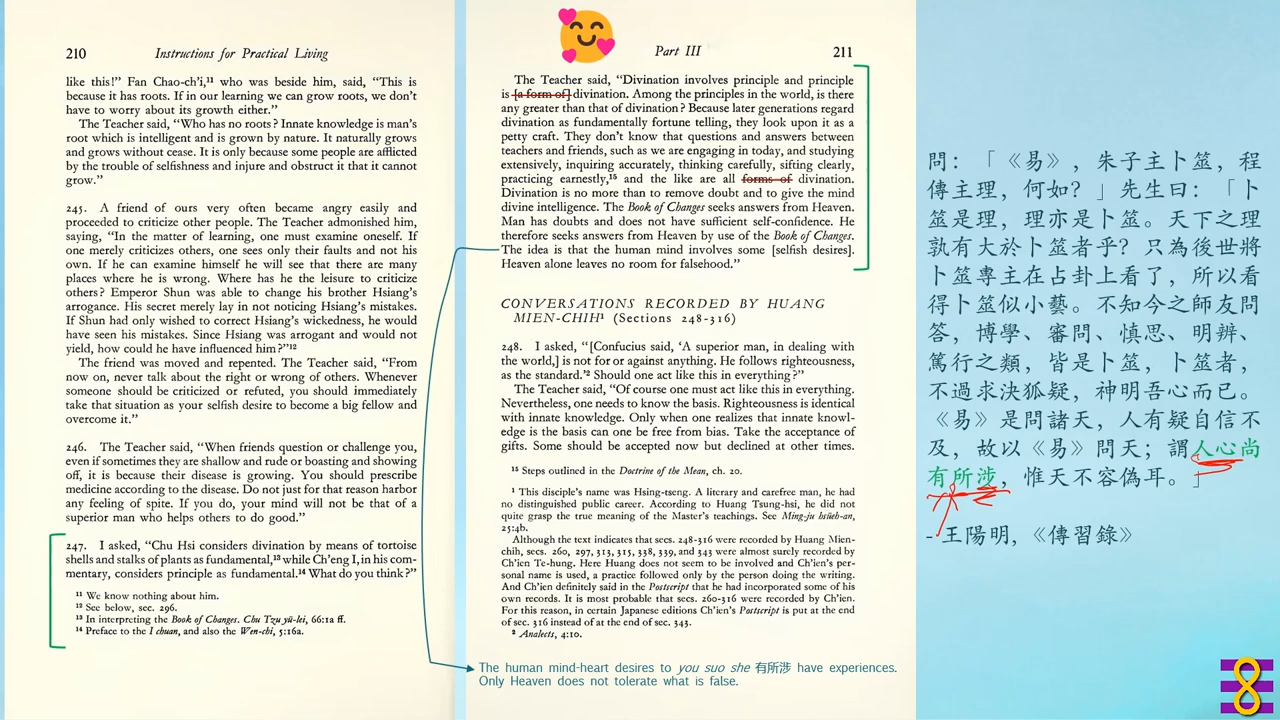 210
Instructions for Practical Living
like this!” Fan Chao-ch’i,¹¹ who was beside him, said, “This is
because it has roots. If in our learning we can grow roots, we don’t
have to worry about its growth either.”
The Teacher said, “Who has no roots? Innate knowledge is man’s
root which is intelligent and is grown by nature. It naturally grows
and grows without cease. It is only because some people are afflicted
by the trouble of selfishness and injure and obstruct it that it cannot
grow.”
245. A friend of ours very often became angry easily and
proceeded to criticize other people. The Teacher admonished him,
saying, “In the matter of learning, one must examine oneself. If
one merely criticizes others, one sees only their faults and not his
own. If he can examine himself he will see that there are many
places where he is wrong. Where has he the leisure to criticize
others? Emperor Shun was able to change his brother Hsiang’s
arrogance. His secret merely lay in not noticing Hsiang’s mistakes.
If Shun had only wished to correct Hsiang’s wickedness, he would
have seen his mistakes. Since Hsiang was arrogant and would not
yield, how could he have influenced him?”¹²
The friend was moved and repented. The Teacher said, “From
now on, never talk about the right or wrong of others. Whenever
someone should be criticized or refuted, you should immediately
take that situation as your selfish desire to become a big fellow and
overcome it.”
246. The Teacher said, “When friends question or challenge you,
even if sometimes they are shallow and rude or boasting and showing
off, it is because their disease is growing. You should prescribe
medicine according to the disease. Do not just for that reason harbor
any feeling of spite. If you do, your mind will not be that of a
superior man who helps others to do good.”
247. I asked, “Chu Hsi considers divination by means of tortoise
shells and stalks of plants as fundamental,¹³ while Ch’eng I, in his com-
mentary, considers principle as fundamental.¹⁴ What do you think?”
¹¹ We know nothing about him.
¹² See below, sec. 296.
¹³ In interpreting the Book of Changes. Chu Tzu yü-lei, 66:1a ff.
¹⁴ Preface to the I chuan, and also the Wen-chi, 5:16a.
Part III
211
The Teacher said, “Divination involves principle and principle
is [a form of] divination. Among the principles in the world, is there
any greater than that of divination? Because later generations regard
divination as fundamentally fortune telling, they look upon it as a
petty craft. They don’t know that questions and answers between
teachers and friends, such as we are engaging in today, and studying
extensively, inquiring accurately, thinking carefully, sifting clearly,
practicing earnestly,¹⁵ and the like are all forms of divination.
Divination is no more than to remove doubt and to give the mind
divine intelligence. The Book of Changes seeks answers from Heaven.
Man has doubts and does not have sufficient self-confidence. He
therefore seeks answers from Heaven by use of the Book of Changes.
The idea is that the human mind involves some [selfish desires].
Heaven alone leaves no room for falsehood.”
CONVERSATIONS RECORDED BY HUANG
MIEN-CHIH¹ (Sections 248-316)
248. I asked, “[Confucius said, ‘A superior man, in dealing with
the world,] is not for or against anything. He follows righteousness,
as the standard.’² Should one act like this in everything?”
The Teacher said, “Of course one must act like this in everything.
Nevertheless, one needs to know the basis. Righteousness is identical
with innate knowledge. Only when one realizes that innate knowl-
edge is the basis can one be free from bias. Take the acceptance of
gifts. Some should be accepted now but declined at other times.
¹⁵ Steps outlined in the Doctrine of the Mean, ch. 20.
¹ This disciple’s name was Hsing-tseng. A literary and carefree man, he had
no distinguished public career. According to Huang Tsung-hsi, he did not
quite grasp the true meaning of the Master’s teachings. See Ming-ju hsüeh-an,
25:4b.
Although the text indicates that secs. 248-316 were recorded by Huang Mien-
chih, secs. 260, 297, 313, 315, 338, 339, and 343 were almost surely recorded by
Ch’ien Te-hung. Here Huang does not seem to be involved and Ch’ien’s per-
sonal name is used, a practice followed only by the person doing the writing.
And Ch’ien definitely said in the Postscript that he had incorporated some of his
own records. It is most probable that secs. 260-316 were recorded by Ch’ien.
For this reason, in certain Japanese editions Ch’ien’s Postscript is put at the end
of sec. 316 instead of at the end of sec. 343.
² Analects, 4:10.
The human mind-heart desires to you suo she 有所涉 have experiences.
Only Heaven does not tolerate what is false.
問：「《易》，朱子主卜筮，程
傳主理，何如？」先生曰：「卜
筮是理，理亦是卜筮。天下之理
孰有大於卜筮者乎？只為後世將
卜筮專主在占卦上看了，所以看
得卜筮似小藝。不知今之師友問
答，博學、審問、慎思、明辨、
篤行之類，皆是卜筮，卜筮者，
不過求決狐疑，神明吾心而已。
《易》是問諸天，人有疑自信不
及，故以《易》問天；謂人心尚
有所涉，惟天不容偽耳。」
- 王陽明，《傳習錄》